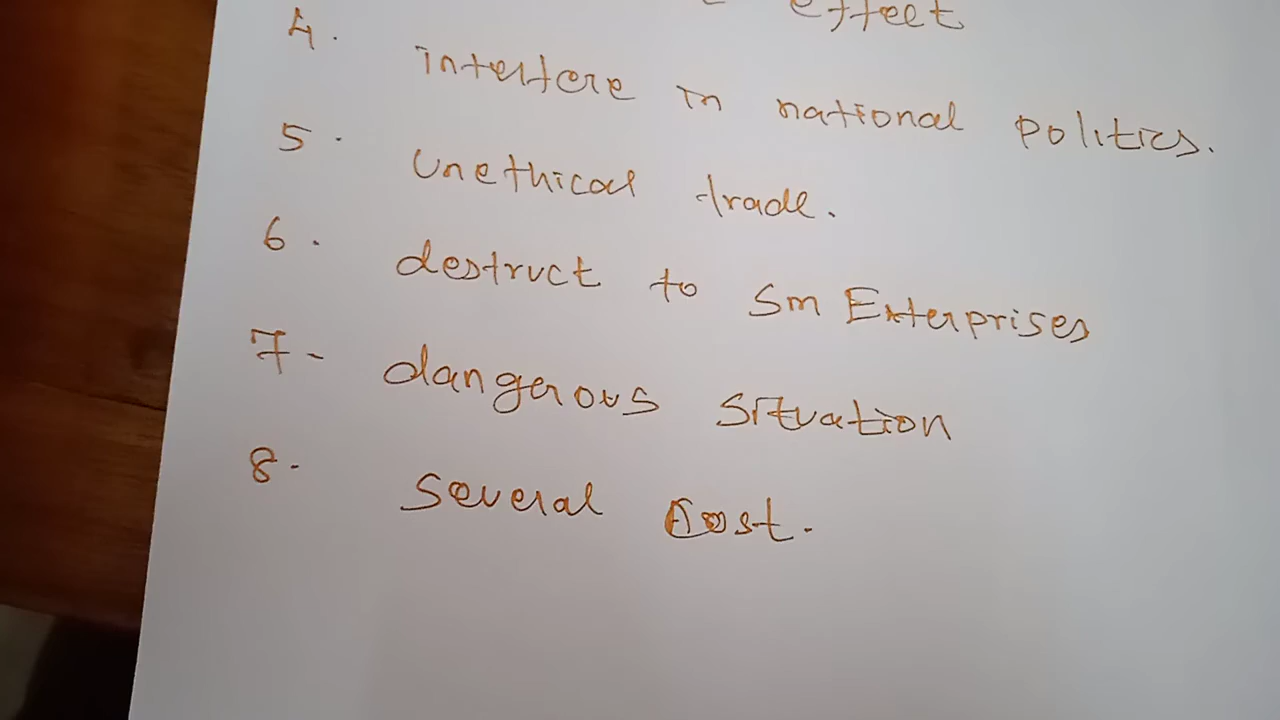 effect
4. interfere in national politics.
5. unethical trade.
6. destruct to Sm Enterprises
7- dangerous situation
8. several cost.